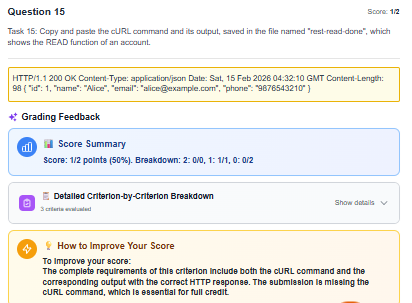 Question 15
Score: 1/2
Task 15: Copy and paste the cURL command and its output, saved in the file named "rest-read-done", which
shows the READ function of an account.
HTTP/1.1 200 OK Content-Type: application/json Date: Sat, 15 Feb 2026 04:32:10 GMT Content-Length:
98 { "id": 1, "name": "Alice", "email": "alice@example.com", "phone": "9876543210" }
Grading Feedback
Score Summary
Score: 1/2 points (50%). Breakdown: 2: 0/0, 1: 1/1, 0: 0/2
Detailed Criterion-by-Criterion Breakdown
3 criteria evaluated
Show details
How to Improve Your Score
To improve your score:
The complete requirements of this criterion include both the cURL command and the
corresponding output with the correct HTTP response. The submission is missing the
cURL command, which is essential for full credit.